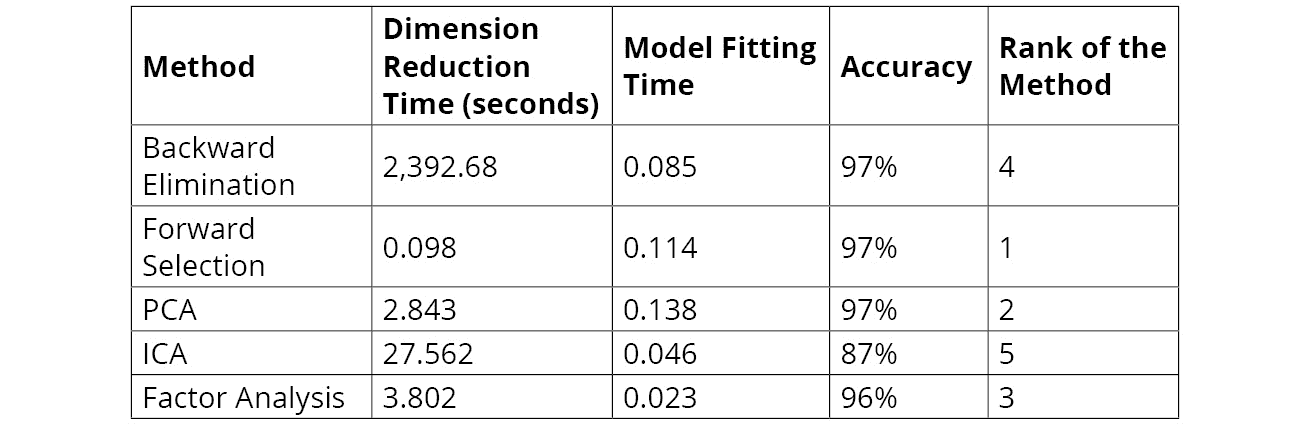 Method
Dimension
Reduction
Time (seconds)
Model Fitting
Time
Accuracy
Rank of the
Method
Backward
Elimination
2,392.68
0.085
97%
4
Forward
Selection
0.098
0.114
97%
1
PCA
2.843
0.138
97%
2
ICA
27.562
0.046
87%
5
Factor Analysis
3.802
0.023
96%
3